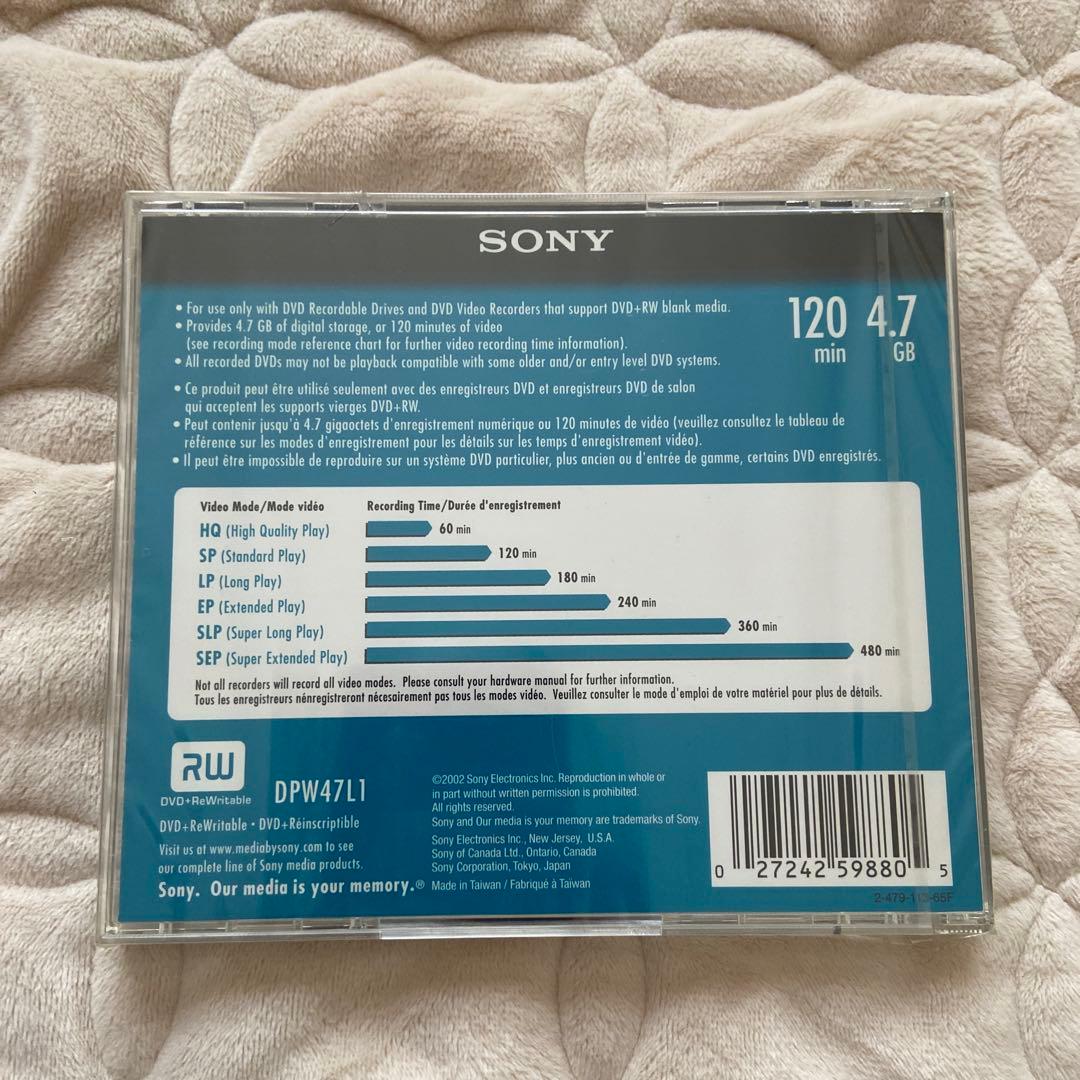 SONY
• For use only with DVD Recordable Drives and DVD Video Recorders that support DVD+RW blank media.
• Provides 4.7 GB of digital storage, or 120 minutes of video
(see recording mode reference chart for further video recording time information).
• All recorded DVDs may not be playback compatible with some older and/or entry level DVD systems.
120 min
4.7 GB
• Ce produit peut être utilisé seulement avec des enregistreurs DVD et enregistreurs DVD de salon
qui acceptent les supports vierges DVD+RW.
• Peut contenir jusqu'à 4.7 gigaoctets d'enregistrement numérique ou 120 minutes de vidéo (veuillez consultez le tableau de
référence sur les modes d'enregistrement pour les détails sur les temps d'enregistrement vidéo).
• Il peut être impossible de reproduire sur un système DVD particulier, plus ancien ou d'entrée de gamme, certains DVD enregistrés.
Video Mode/Mode vidéo Recording Time/Durée d'enregistrement
HQ (High Quality Play) 60 min
SP (Standard Play) 120 min
LP (Long Play) 180 min
EP (Extended Play) 240 min
SLP (Super Long Play) 360 min
SEP (Super Extended Play) 480 min
Not all recorders will record all video modes. Please consult your hardware manual for further information.
Tous les enregistreurs nénregistreront nécesairement pas tous les modes vidéo. Veuillez consulter le mode d'emploi de votre matériel pour plus de détails.
RW
DVD+ReWritable
DPW47L1
DVD+ReWritable • DVD+Réinscriptible
Visit us at www.mediabysony.com to see
our complete line of Sony media products.
Sony. Our media is your memory.®
©2002 Sony Electronics Inc. Reproduction in whole or
in part without written permission is prohibited.
All rights reserved.
Sony and Our media is your memory are trademarks of Sony.
Sony Electronics Inc., New Jersey, U.S.A.
Sony of Canada Ltd., Ontario, Canada
Sony Corporation, Tokyo, Japan
Made in Taiwan / Fabriqué à Taïwan
0 27242 59880 5
2-479-113-65F